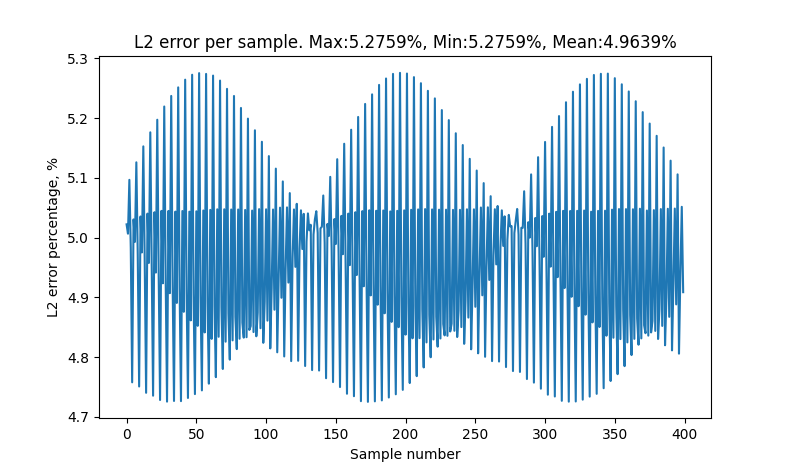 L2 error per sample. Max:5.2759%, Min:5.2759%, Mean:4.9639%
L2 error percentage, %
5.3
5.2
5.1
5.0
4.9
4.8
4.7
0 50 100 150 200 250 300 350 400
Sample number